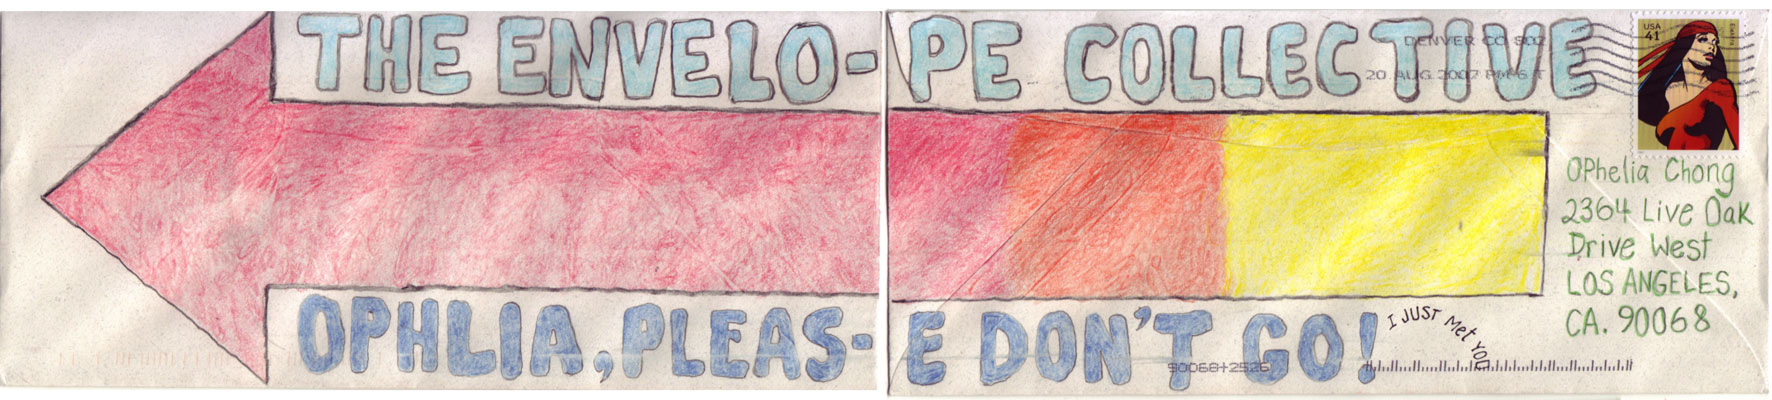 THE ENVELO-PE COLLECTIVE
DENVER CO 802
20 AUG 2007 PM 6 T
USA
41
OPhelia Chong
2364 Live Oak
Drive West
LOS ANGELES,
CA. 90068
OPHLIA, PLEAS-E DON'T GO!
I JUST Met YOU
90068+2526